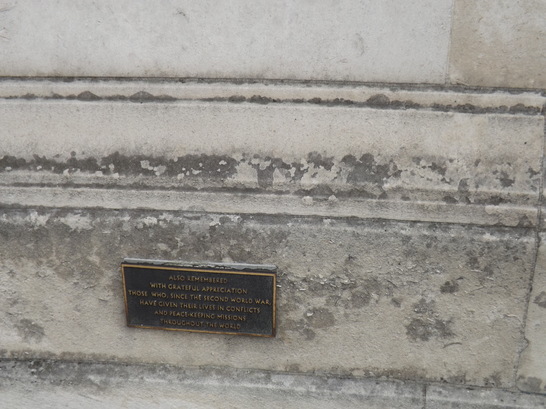 ALSO REMEMBERED
WITH GRATEFUL APPRECIATION
THOSE WHO, SINCE THE SECOND WORLD WAR,
HAVE GIVEN THEIR LIVES IN CONFLICTS
AND PEACE-KEEPING MISSIONS
THROUGHOUT THE WORLD